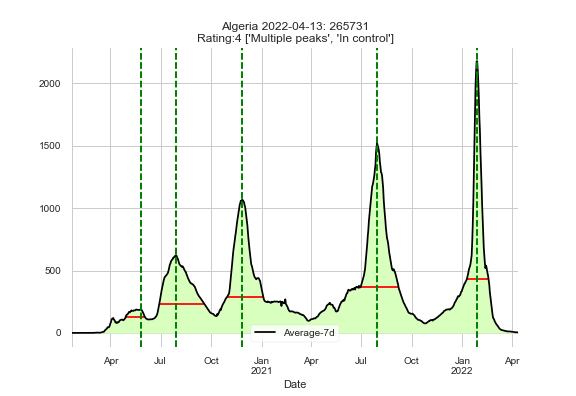 Algeria 2022-04-13: 265731
Rating:4 ['Multiple peaks', 'In control']
2000
1500
1000
500
0
Average-7d
Apr Jul Oct Jan Apr Jul Oct Jan Apr
2021 2022
Date